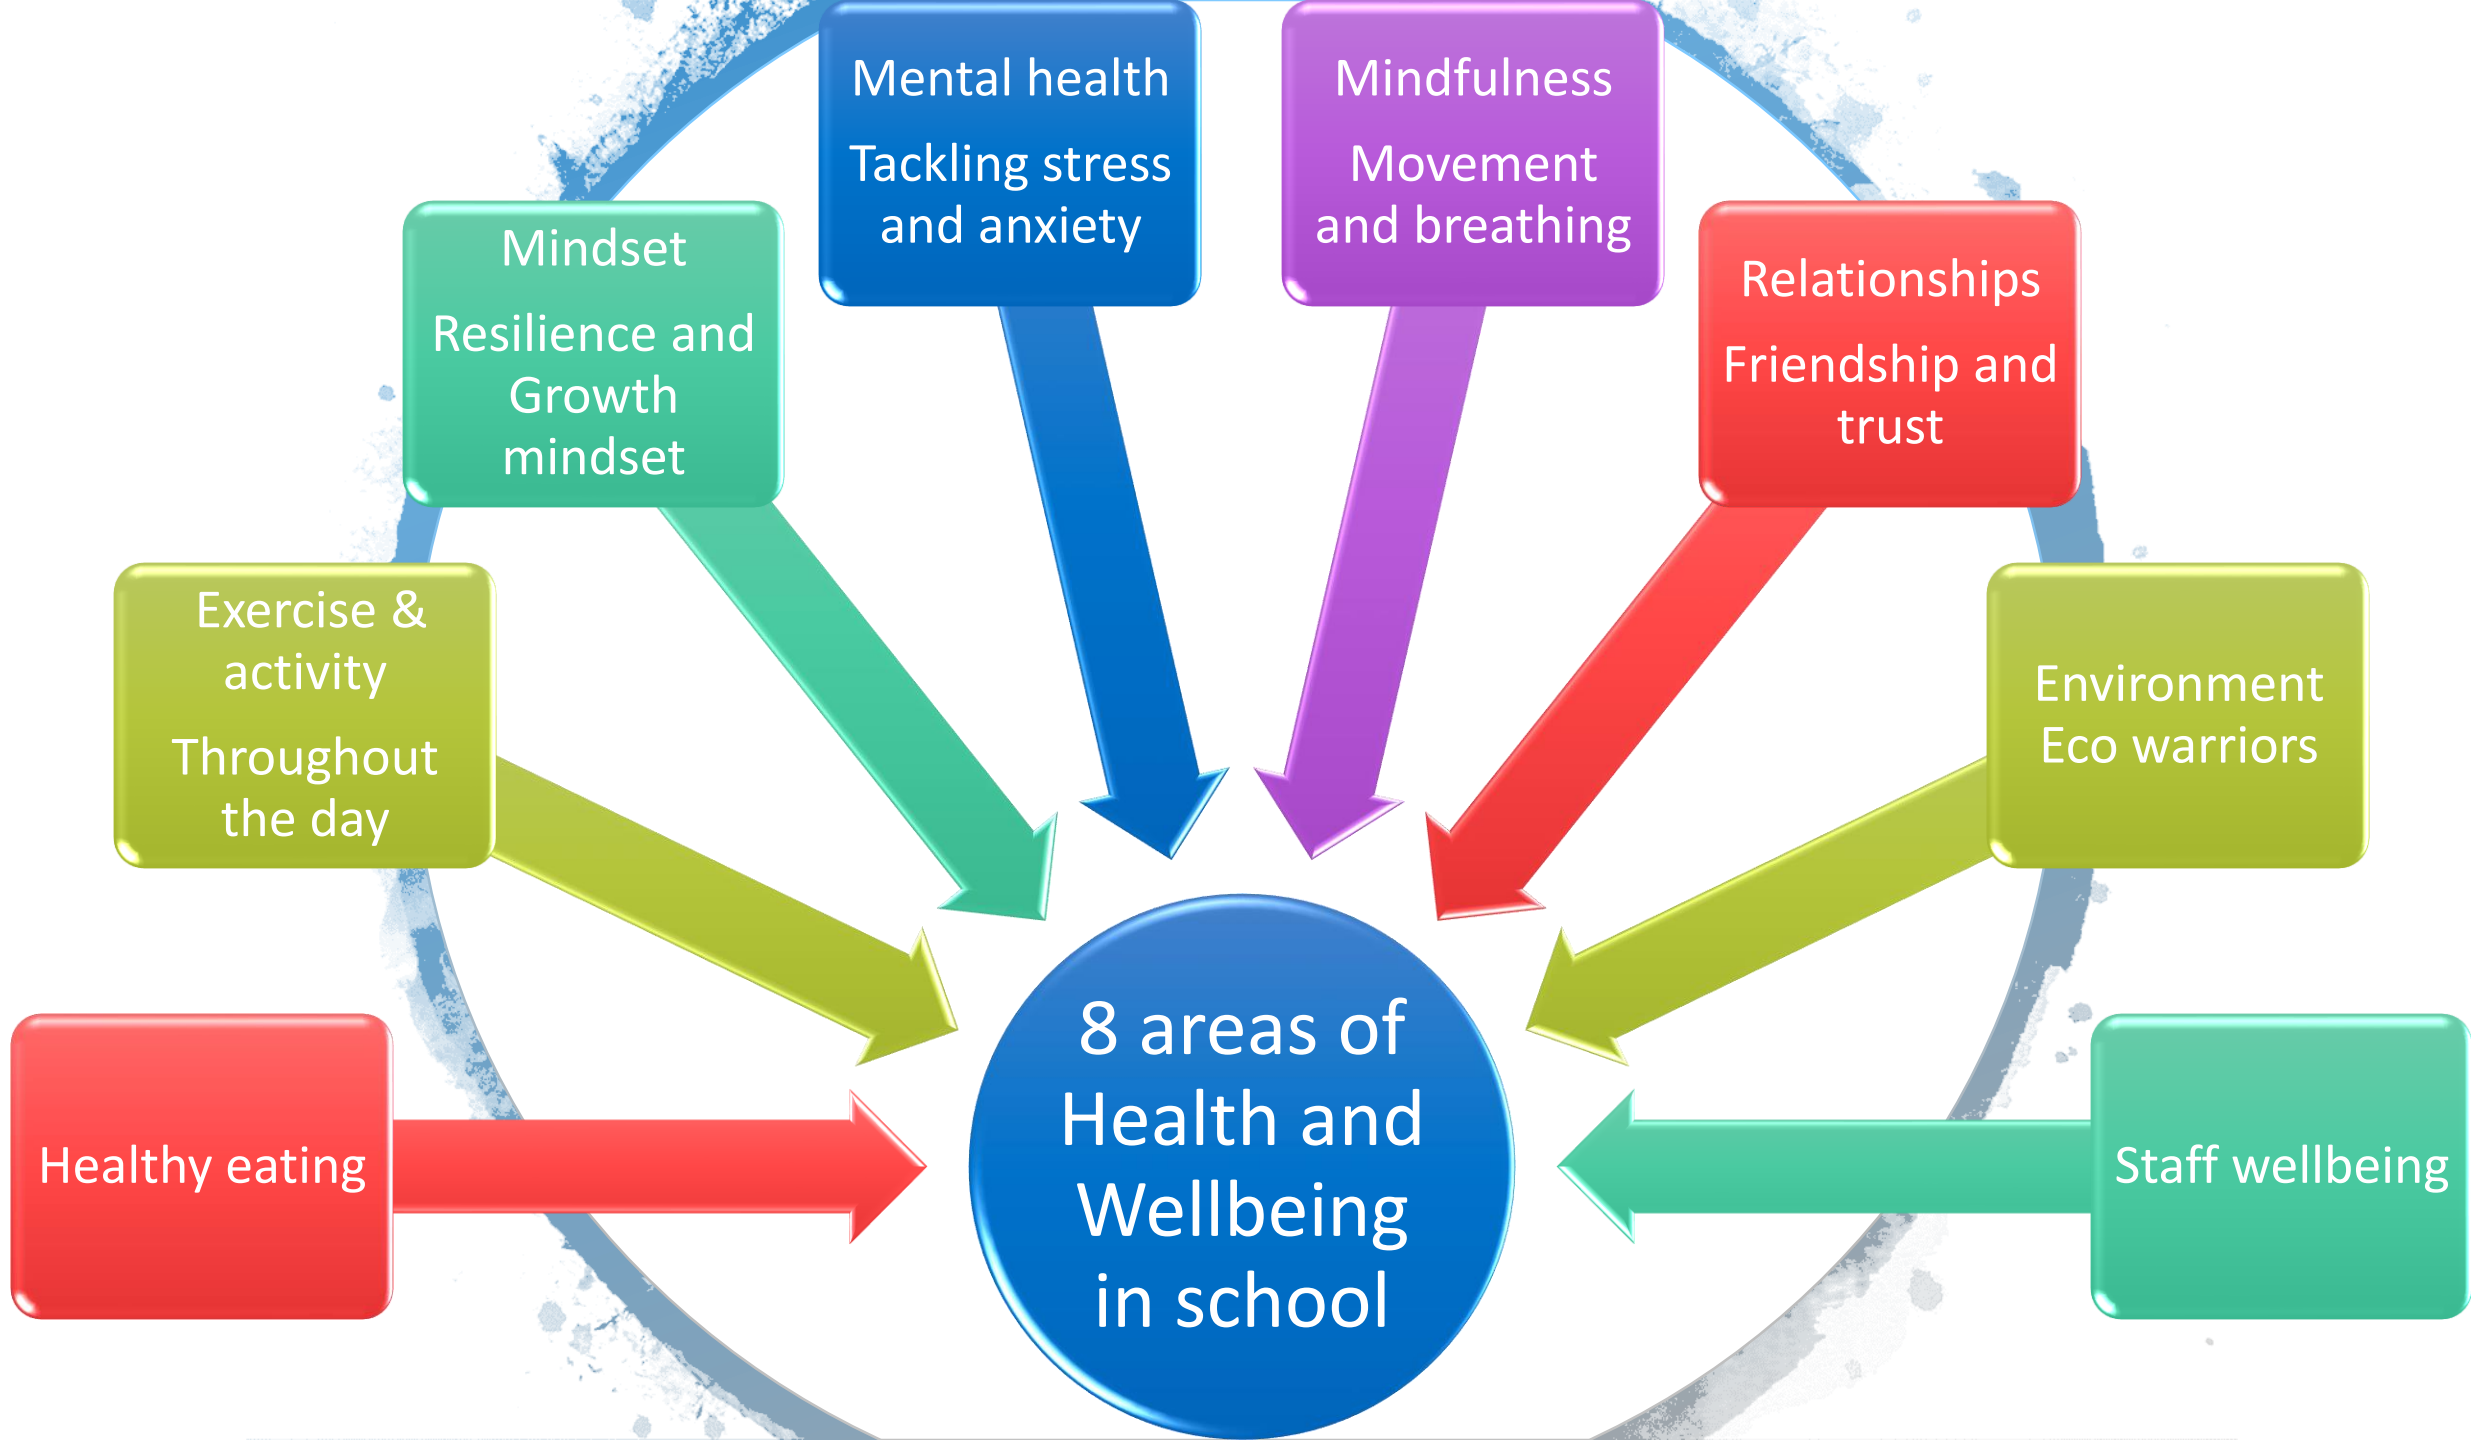 Mental health
Tackling stress
and anxiety
Mindfulness
Movement
and breathing
Mindset
Resilience and
Growth
mindset
Relationships
Friendship and
trust
Exercise &
activity
Throughout
the day
Environment
Eco warriors
Healthy eating
8 areas of
Health and
Wellbeing
in school
Staff wellbeing